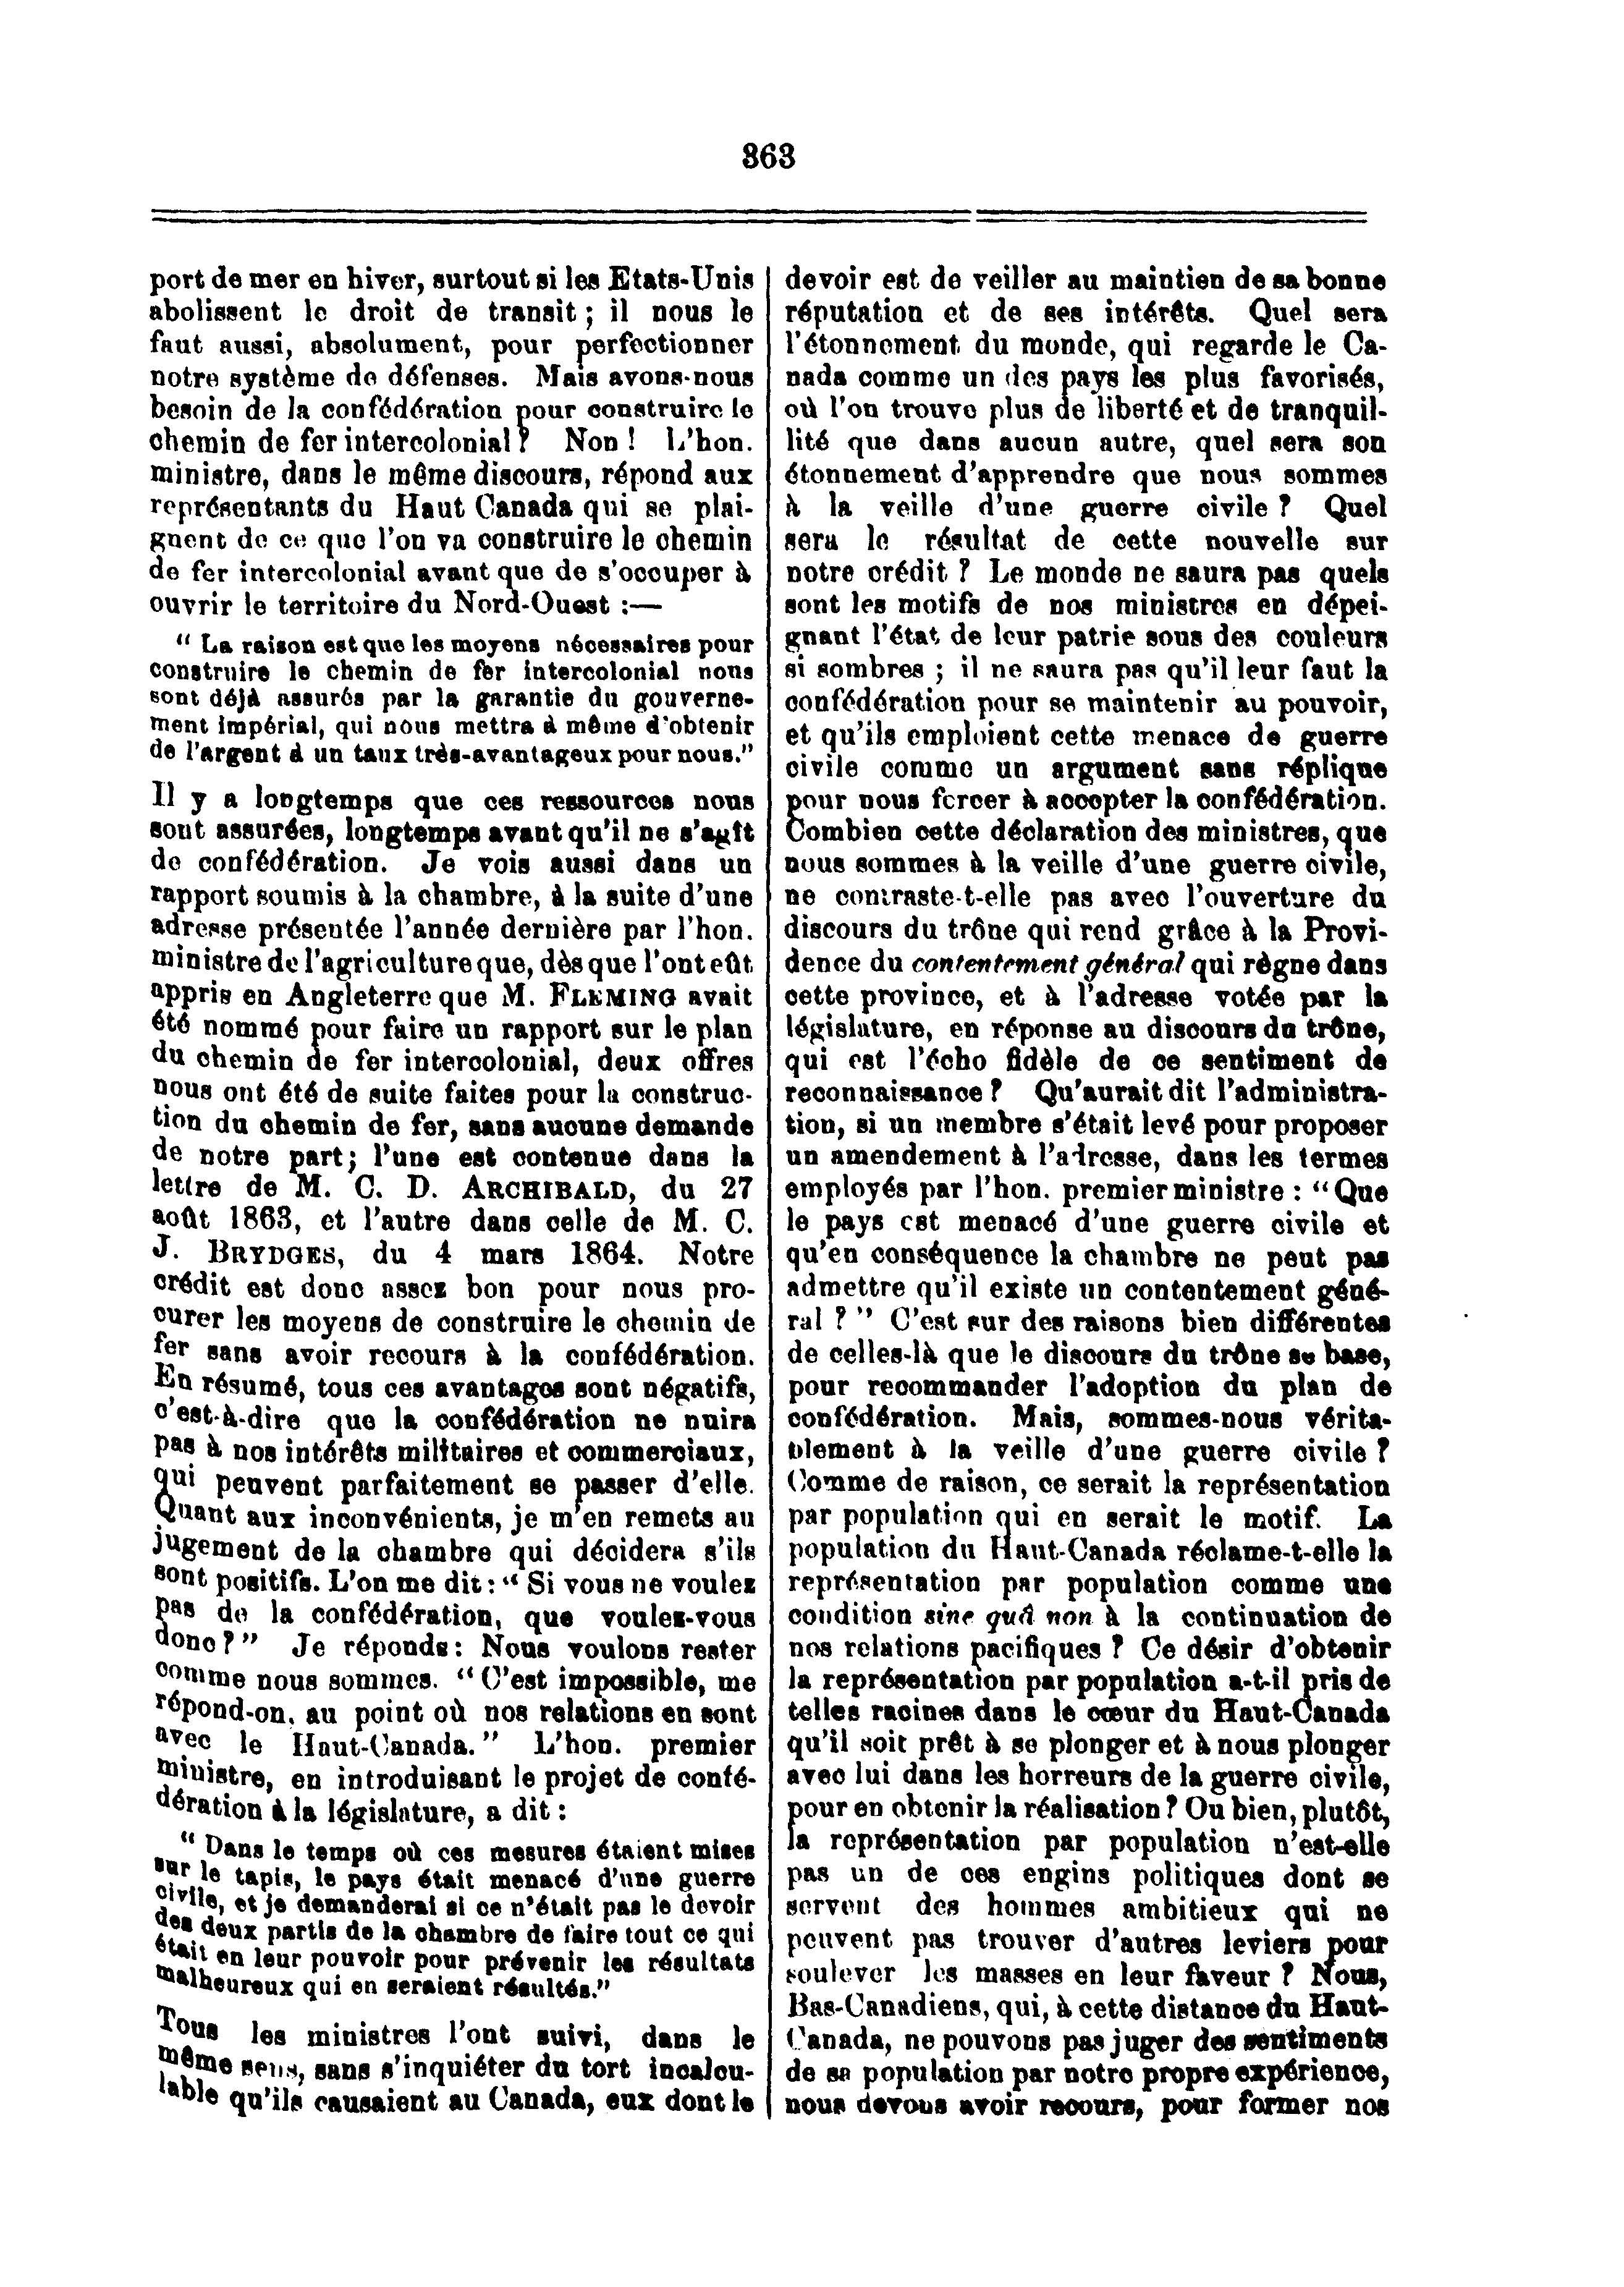 363
port de mer en hiver, surtout si les Etats-Unis
abolissent le droit de transit ; il nous le
faut aussi, absolument, pour perfectionner
notre système de défenses. Mais avons-nous
besoin de la confédération pour construire le
chemin de fer intercolonial ? Non ! L'hon.
ministre, dans le même discours, répond aux
représentants du Haut Canada qui se plai-
gnent de ce que l'on va construire le chemin
de fer intercolonial avant que de s'occuper à
ouvrir le territoire du Nord-Ouest :—
“ La raison est que les moyens nécessaires pour
construire le chemin de fer intercolonial nous
sont déjà assurés par la garantie du gouverne-
ment impérial, qui nous mettra à même d'obtenir
de l'argent à un taux très-avantageux pour nous.”
Il y a longtemps que ces ressources nous
sont assurées, longtemps avant qu'il ne s'agît
de confédération. Je vois aussi dans un
rapport soumis à la chambre, à la suite d'une
adresse présentée l'année dernière par l'hon.
ministre de l'agriculture que, dès que l'ont eût
appris en Angleterre que M. FLEMING avait
été nommé pour faire un rapport sur le plan
du chemin de fer intercolonial, deux offres
nous ont été de suite faites pour la construc-
tion du chemin de fer, sans aucune demande
de notre part ; l'une est contenue dans la
lettre de M. C. D. ARCHIBALD, du 27
août 1863, et l'autre dans celle de M. C.
J. BRYDGES, du 4 mars 1864. Notre
crédit est donc assez bon pour nous pro-
curer les moyens de construire le chemin de
fer sans avoir recours à la confédération.
En résumé, tous ces avantages sont négatifs,
c'est-à-dire que la confédération ne nuira
pas à nos intérêts militaires et commerciaux,
qui peuvent parfaitement se passer d'elle.
Quant aux inconvénients, je m'en remets au
jugement de la chambre qui décidera s'ils
sont positifs. L'on me dit : “ Si vous ne voulez
pas de la confédération, que voulez-vous
donc ? ” Je réponds : Nous voulons rester
comme nous sommes. “ C'est impossible, me
répond-on, au point où nos relations en sont
avec le Haut-Canada. ” L'hon. premier
ministre, en introduisant le projet de confé-
dération à la législature, a dit :
“ Dans le temps où ces mesures étaient mises
sur le tapis, le pays était menacé d'une guerre
civile, et je demanderai si ce n'était pas le devoir
des deux partis de la chambre de faire tout ce qui
était en leur pouvoir pour prévenir les résultats
malheureux qui en seraient résultés.”
Tous les ministres l'ont suivi, dans le
même sens, sans s'inquiéter du tort incalcu-
lable qu'ils causaient au Canada, eux dont le
devoir est de veiller au maintien de sa bonne
réputation et de ses intérêts. Quel sera
l'étonnement du monde, qui regarde le Ca-
nada comme un des pays les plus favorisés,
où l'on trouve plus de liberté et de tranquil-
lité que dans aucun autre, quel sera son
étonnement d'apprendre que nous sommes
à la veille d'une guerre civile ? Quel
sera le résultat de cette nouvelle sur
notre crédit ? Le monde ne saura pas quels
sont les motifs de nos ministres en dépei-
gnant l'état de leur patrie sous des couleurs
si sombres ; il ne saura pas qu'il leur faut la
confédération pour se maintenir au pouvoir,
et qu'ils emploient cette menace de guerre
civile comme un argument sans réplique
pour nous forcer à accepter la confédération.
Combien cette déclaration des ministres, que
nous sommes à la veille d'une guerre civile,
ne contraste-t-elle pas avec l'ouverture du
discours du trône qui rend grâce à la Provi-
dence du contentement général qui règne dans
cette province, et à l'adresse votée par la
législature, en réponse au discours du trône,
qui est l'écho fidèle de ce sentiment de
reconnaissance ? Qu'aurait dit l'administra-
tion, si un membre s'était levé pour proposer
un amendement à l'adresse, dans les termes
employés par l'hon. premier ministre : “ Que
le pays est menacé d'une guerre civile et
qu'en conséquence la chambre ne peut pas
admettre qu'il existe un contentement géné-
ral ? ” C'est sur des raisons bien différentes
de celles-là que le discours du trône se base,
pour recommander l'adoption du plan de
confédération. Mais, sommes-nous vérita-
blement à la veille d'une guerre civile ?
Comme de raison, ce serait la représentation
par population qui en serait le motif. La
population du Haut-Canada réclame-t-elle la
représentation par population comme une
condition sine quâ non à la continuation de
nos relations pacifiques ? Ce désir d'obtenir
la représentation par population a-t-il pris de
telles racines dans le cœur du Haut-Canada
qu'il soit prêt à se plonger et à nous plonger
avec lui dans les horreurs de la guerre civile,
pour en obtenir la réalisation ? Ou bien, plutôt,
la représentation par population n'est-elle
pas un de ces engins politiques dont se
servent des hommes ambitieux qui ne
peuvent pas trouver d'autres leviers pour
soulever les masses en leur faveur ? Nous,
Bas-Canadiens, qui, à cette distance du Haut-
Canada, ne pouvons pas juger des sentiments
de sa population par notre propre expérience,
nous devons avoir recours, pour former nos